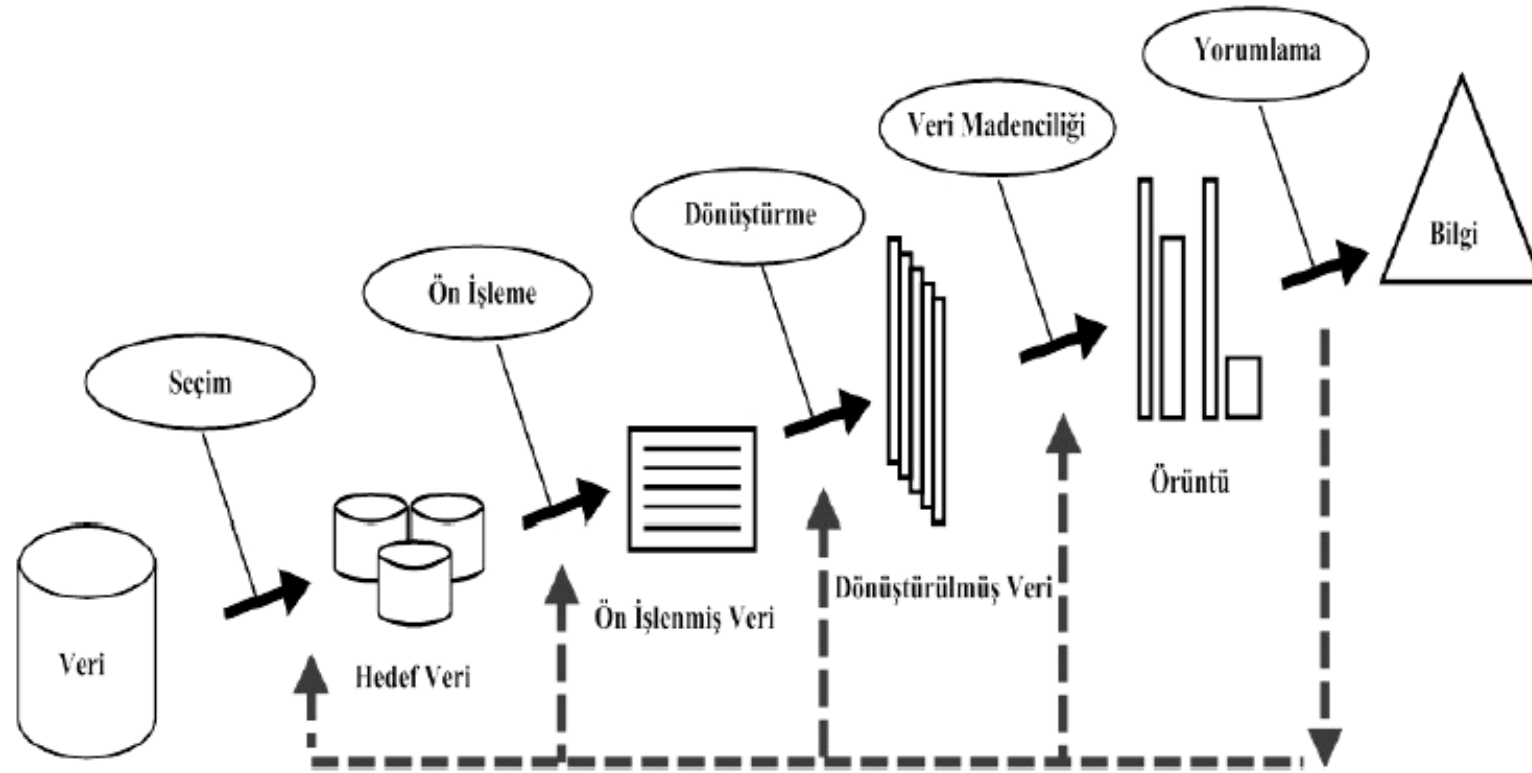 Yorumlama
Veri Madenciliği
Dönüştürme
Bilgi
Ön İşleme
Seçim
Örüntü
Dönüştürülmüş Veri
Ön İşlenmiş Veri
Veri
Hedef Veri